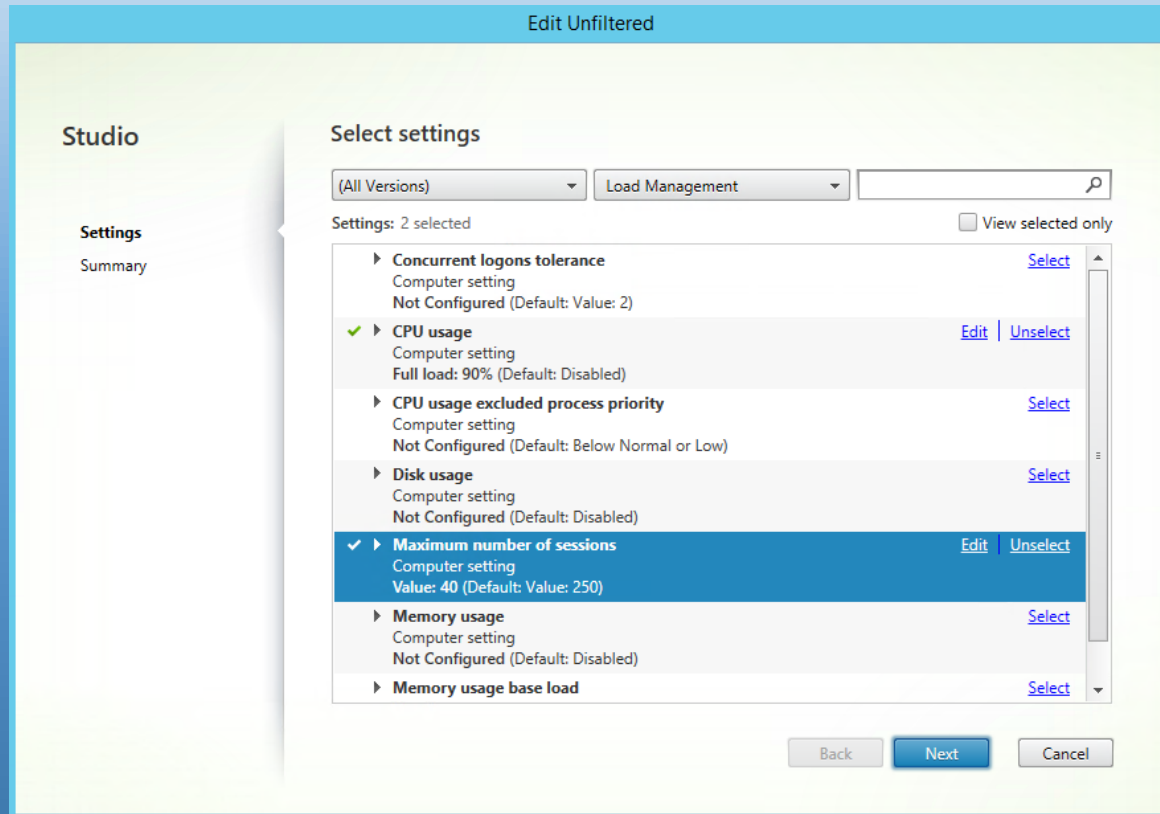 Edit Unfiltered
Studio
Settings
Summary
Select settings
(All Versions) Load Management
Settings: 2 selected View selected only
Concurrent logons tolerance Select
Computer setting
Not Configured (Default: Value: 2)
CPU usage Edit | Unselect
Computer setting
Full load: 90% (Default: Disabled)
CPU usage excluded process priority Select
Computer setting
Not Configured (Default: Below Normal or Low)
Disk usage Select
Computer setting
Not Configured (Default: Disabled)
Maximum number of sessions Edit | Unselect
Computer setting
Value: 40 (Default: Value: 250)
Memory usage Select
Computer setting
Not Configured (Default: Disabled)
Memory usage base load Select
Back Next Cancel